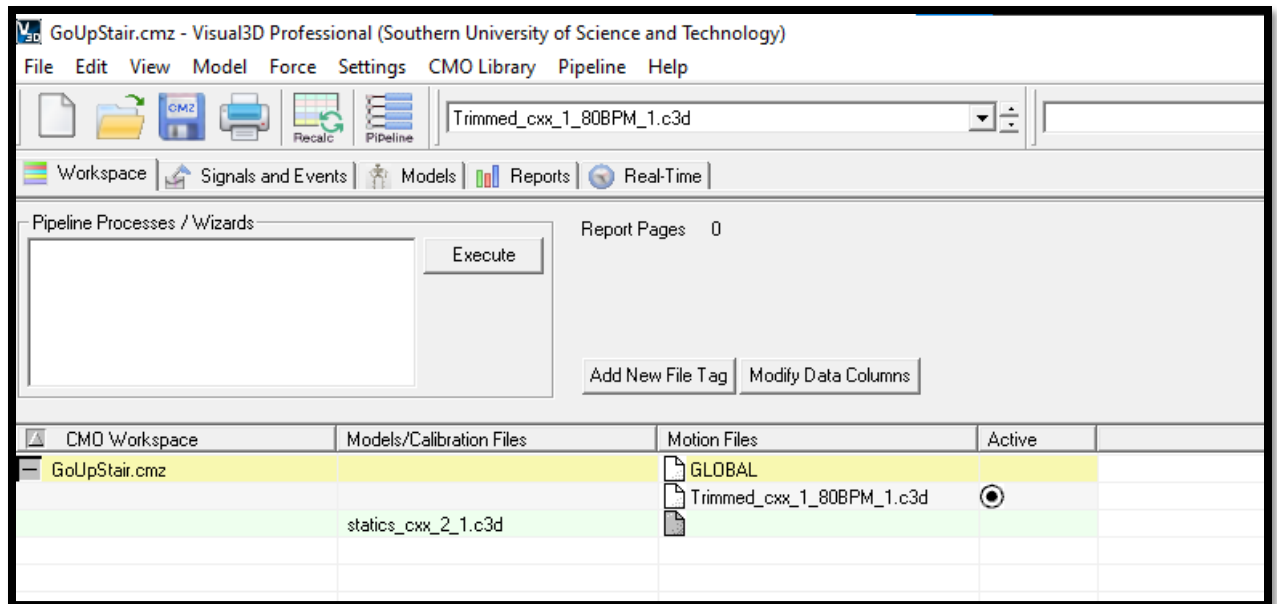 GoUpStair.cmz - Visual3D Professional (Southern University of Science and Technology)
File Edit View Model Force Settings CMO Library Pipeline Help
CMZ
Recalc
PiPeline
Trimmed_cxx_1_80BPM_1.c3d
Workspace Signals and Events Models Reports Real-Time
Pipeline Processes / Wizards
Execute
Report Pages 0
Add New File Tag Modify Data Columns
CMO Workspace Models/Calibration Files Motion Files Active
GoUpStair.cmz GLOBAL
Trimmed_cxx_1_80BPM_1.c3d
statics_cxx_2_1.c3d